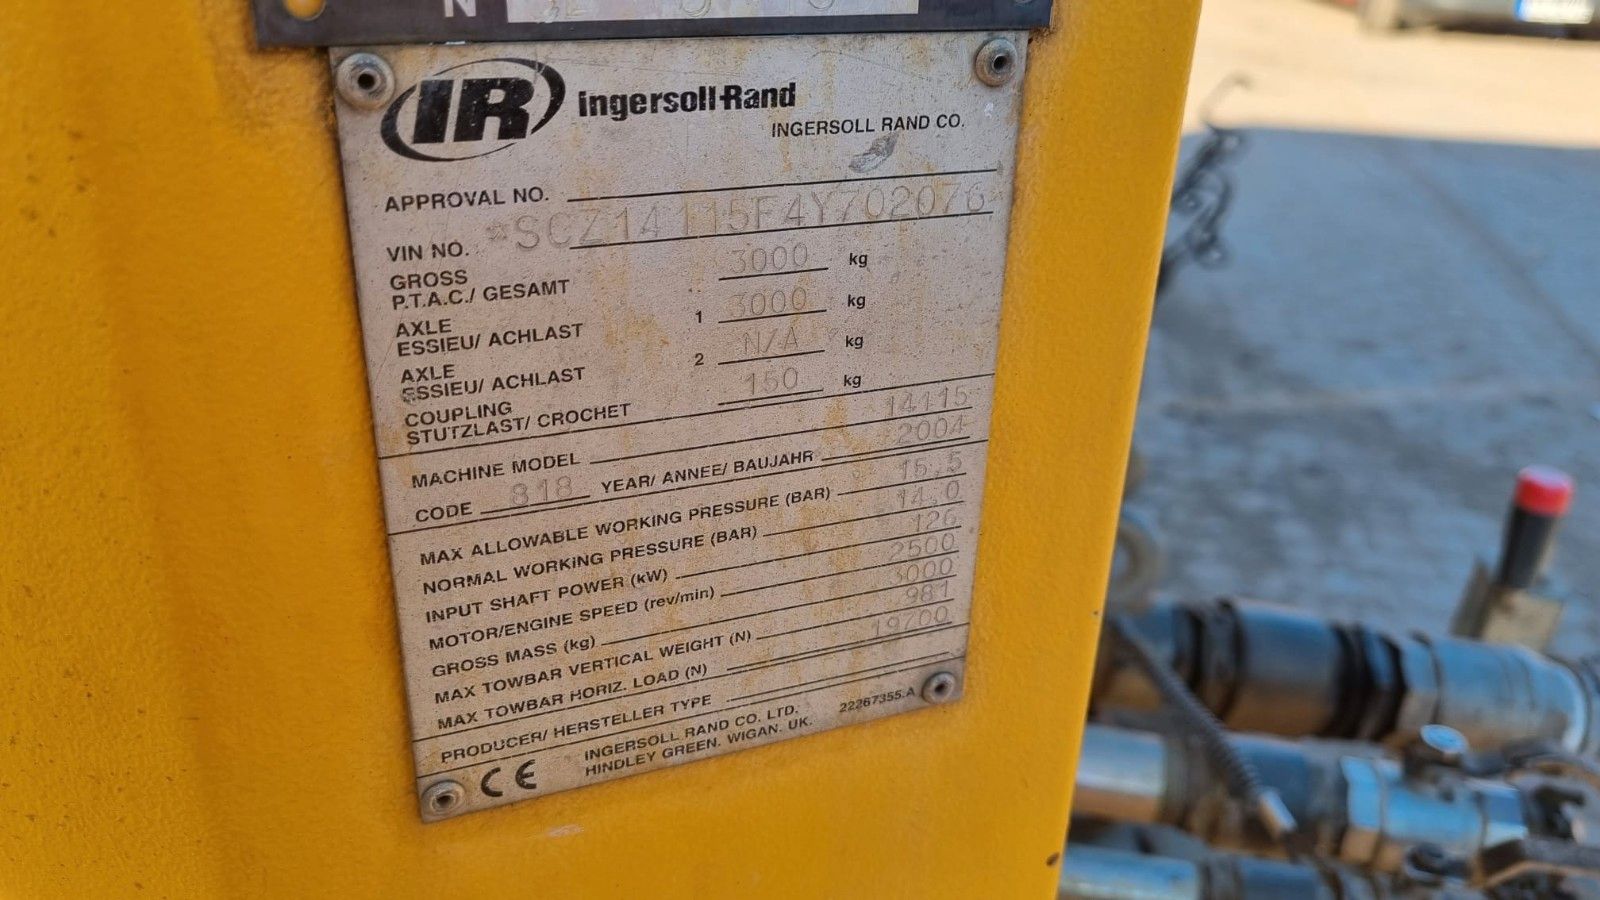 N
IR Ingersoll-Rand
INGERSOLL RAND CO.
APPROVAL NO.
VIN NO. *SCZ14115F4Y702076
GROSS
P.T.A.C./ GESAMT 3000 kg
AXLE
ESSIEU/ ACHLAST 1 3000 kg
AXLE
ESSIEU/ ACHLAST 2 N/A kg
COUPLING
STUTZLAST/ CROCHET 150 kg
MACHINE MODEL 14115
CODE 818 YEAR/ ANNEE/ BAUJAHR 2004
MAX ALLOWABLE WORKING PRESSURE (BAR) 15,5
NORMAL WORKING PRESSURE (BAR) 14,0
INPUT SHAFT POWER (kW) 126
MOTOR/ENGINE SPEED (rev/min) 2500
GROSS MASS (kg) 3000
MAX TOWBAR VERTICAL WEIGHT (N) 981
MAX TOWBAR HORIZ. LOAD (N) 19700
PRODUCER/ HERSTELLER TYPE
CE INGERSOLL RAND CO. LTD.
HINDLEY GREEN. WIGAN. UK. 22267355.A